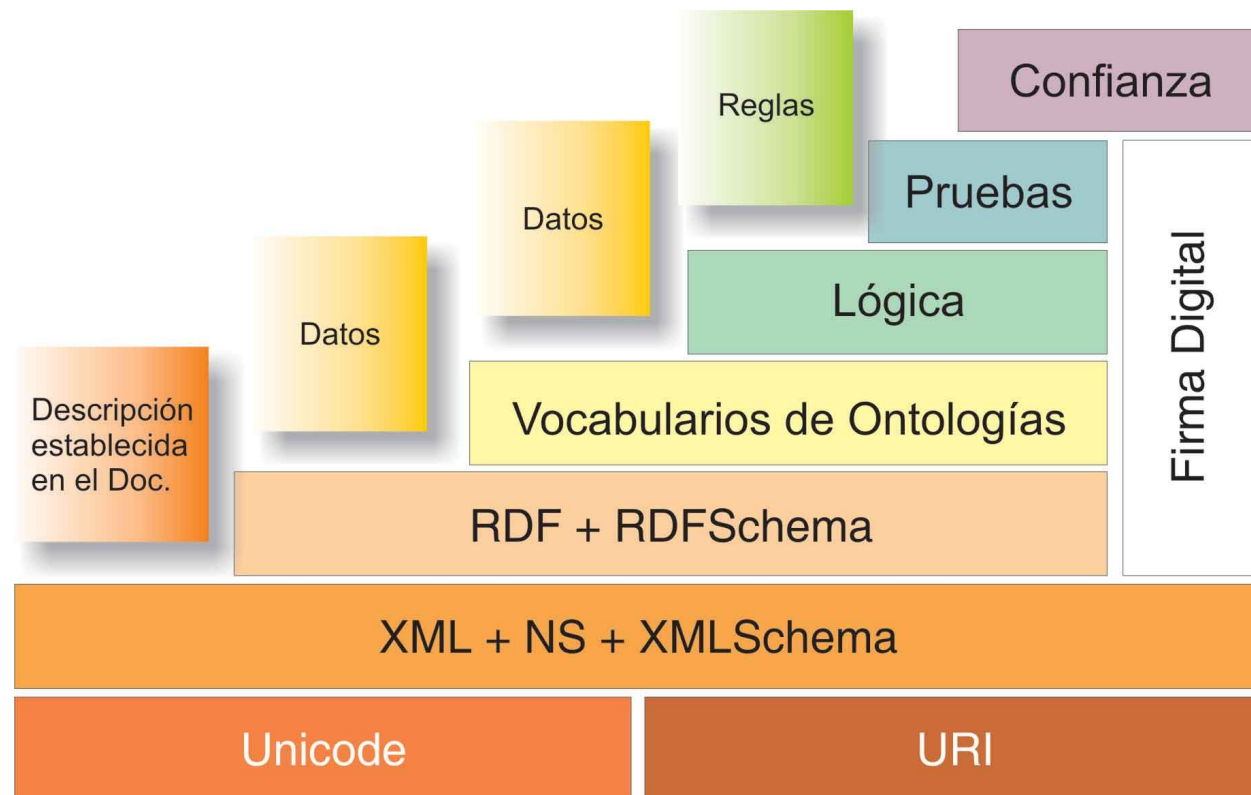 Confianza
Reglas
Pruebas
Datos
Lógica
Datos
Firma Digital
Descripción
establecida
en el Doc.
Vocabularios de Ontologías
RDF + RDFSchema
XML + NS + XMLSchema
Unicode
URI